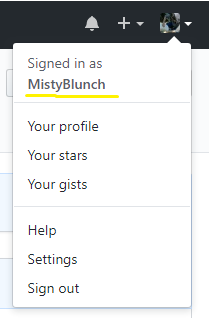 Signed in as
MistyBlunch
Your profile
Your stars
Your gists
Help
Settings
Sign out